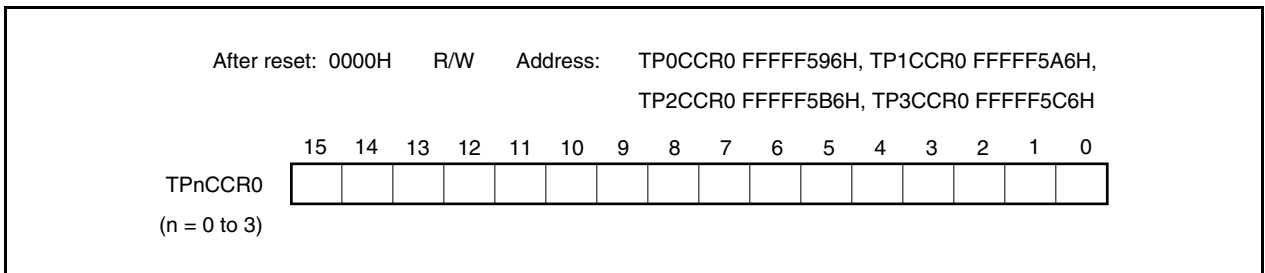 After reset: 0000H R/W Address: TP0CCR0 FFFFF596H, TP1CCR0 FFFFF5A6H,
TP2CCR0 FFFFF5B6H, TP3CCR0 FFFFF5C6H
15 14 13 12 11 10 9 8 7 6 5 4 3 2 1 0
TPnCCR0
(n = 0 to 3)